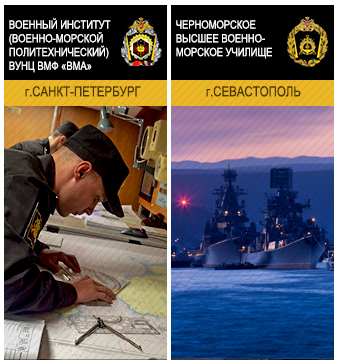 ВОЕННЫЙ ИНСТИТУТ
(ВОЕННО-МОРСКОЙ
ПОЛИТЕХНИЧЕСКИЙ)
ВУНЦ ВМФ «ВМА»
г.САНКТ-ПЕТЕРБУРГ
ЧЕРНОМОРСКОЕ
ВЫСШЕЕ ВОЕННО-
МОРСКОЕ УЧИЛИЩЕ
г.СЕВАСТОПОЛЬ